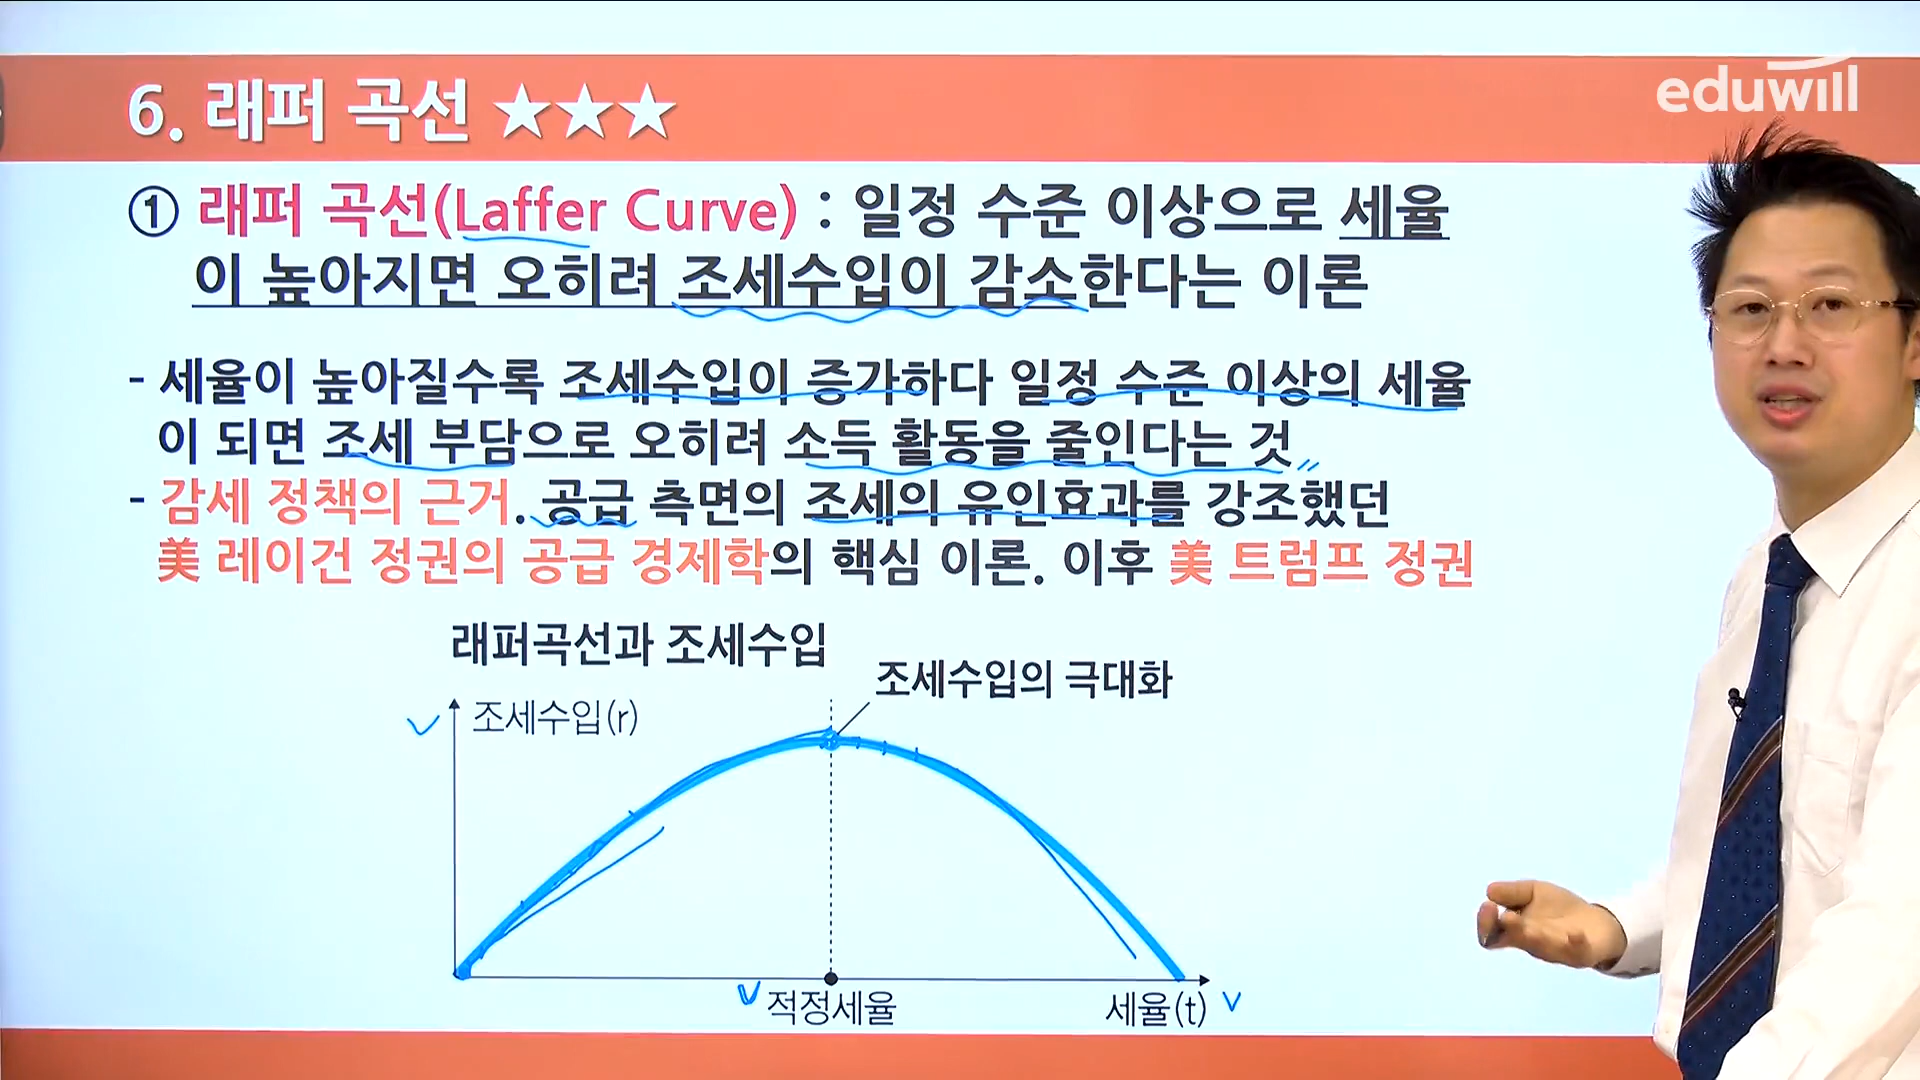 eduwill
6. 래퍼 곡선 ★★★
① 래퍼 곡선(Laffer Curve) : 일정 수준 이상으로 세율
이 높아지면 오히려 조세수입이 감소한다는 이론
- 세율이 높아질수록 조세수입이 증가하다 일정 수준 이상의 세율
이 되면 조세 부담으로 오히려 소득 활동을 줄인다는 것
- 감세 정책의 근거. 공급 측면의 조세의 유인효과를 강조했던
美 레이건 정권의 공급 경제학의 핵심 이론. 이후 美 트럼프 정권
래퍼곡선과 조세수입
조세수입의 극대화
조세수입(r)
적정세율
세율(t)